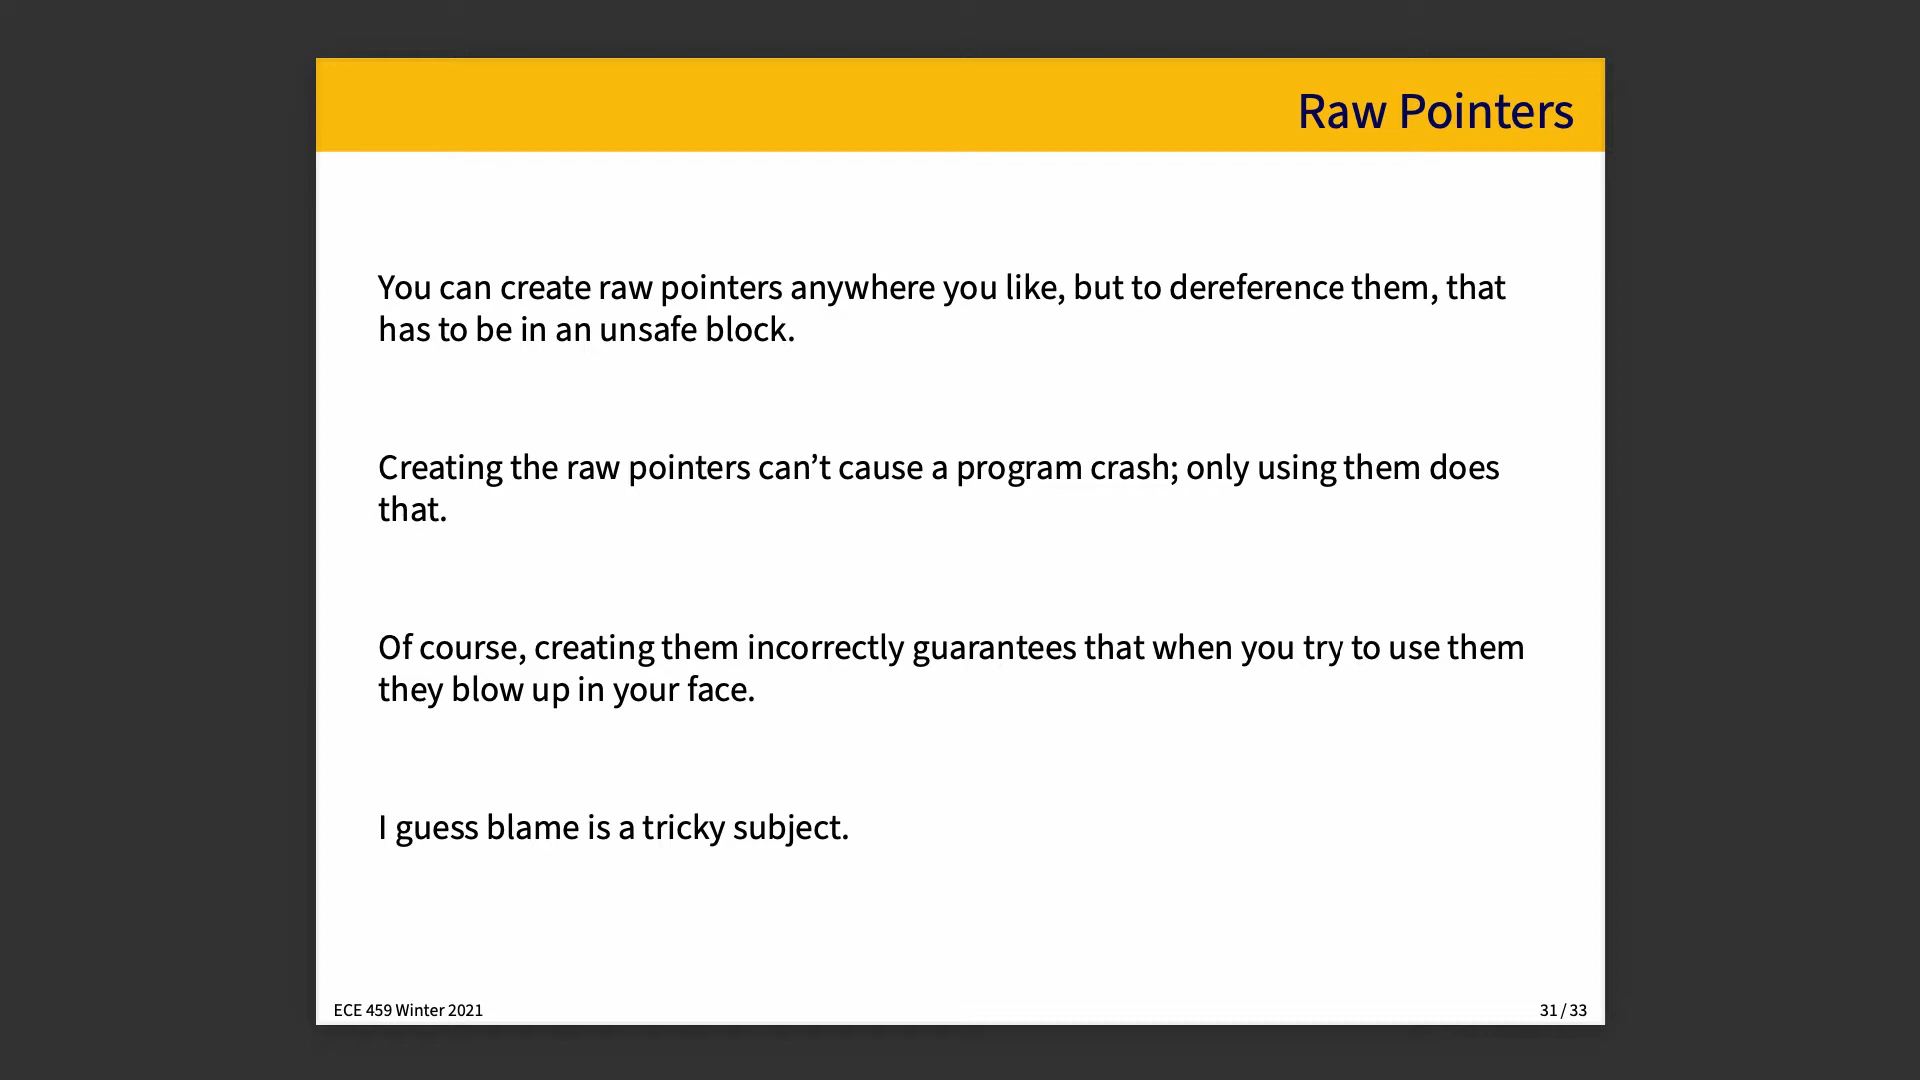 Raw Pointers
You can create raw pointers anywhere you like, but to dereference them, that
has to be in an unsafe block.
Creating the raw pointers can’t cause a program crash; only using them does
that.
Of course, creating them incorrectly guarantees that when you try to use them
they blow up in your face.
I guess blame is a tricky subject.
ECE 459 Winter 2021
31 / 33